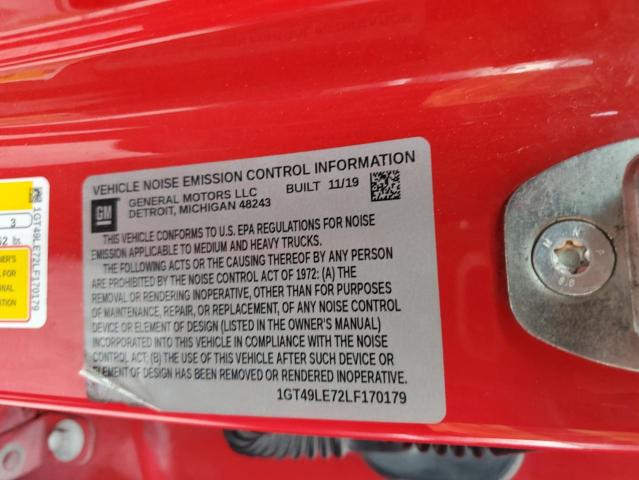 VEHICLE NOISE EMISSION CONTROL INFORMATION
GM
GENERAL MOTORS LLC BUILT 11/19
DETROIT, MICHIGAN 48243
THIS VEHICLE CONFORMS TO U.S. EPA REGULATIONS FOR NOISE
EMISSION APPLICABLE TO MEDIUM AND HEAVY TRUCKS.
THE FOLLOWING ACTS OR THE CAUSING THEREOF BY ANY PERSON
ARE PROHIBITED BY THE NOISE CONTROL ACT OF 1972: (A) THE
REMOVAL OR RENDERING INOPERATIVE, OTHER THAN FOR PURPOSES
OF MAINTENANCE, REPAIR, OR REPLACEMENT, OF ANY NOISE CONTROL
DEVICE OR ELEMENT OF DESIGN (LISTED IN THE OWNER'S MANUAL)
INCORPORATED INTO THIS VEHICLE IN COMPLIANCE WITH THE NOISE
CONTROL ACT; (B) THE USE OF THIS VEHICLE AFTER SUCH DEVICE OR
ELEMENT OF DESIGN HAS BEEN REMOVED OR RENDERED INOPERATIVE.
1GT49LE72LF170179
3
lbs
FOR
1GT49LE72LF170179